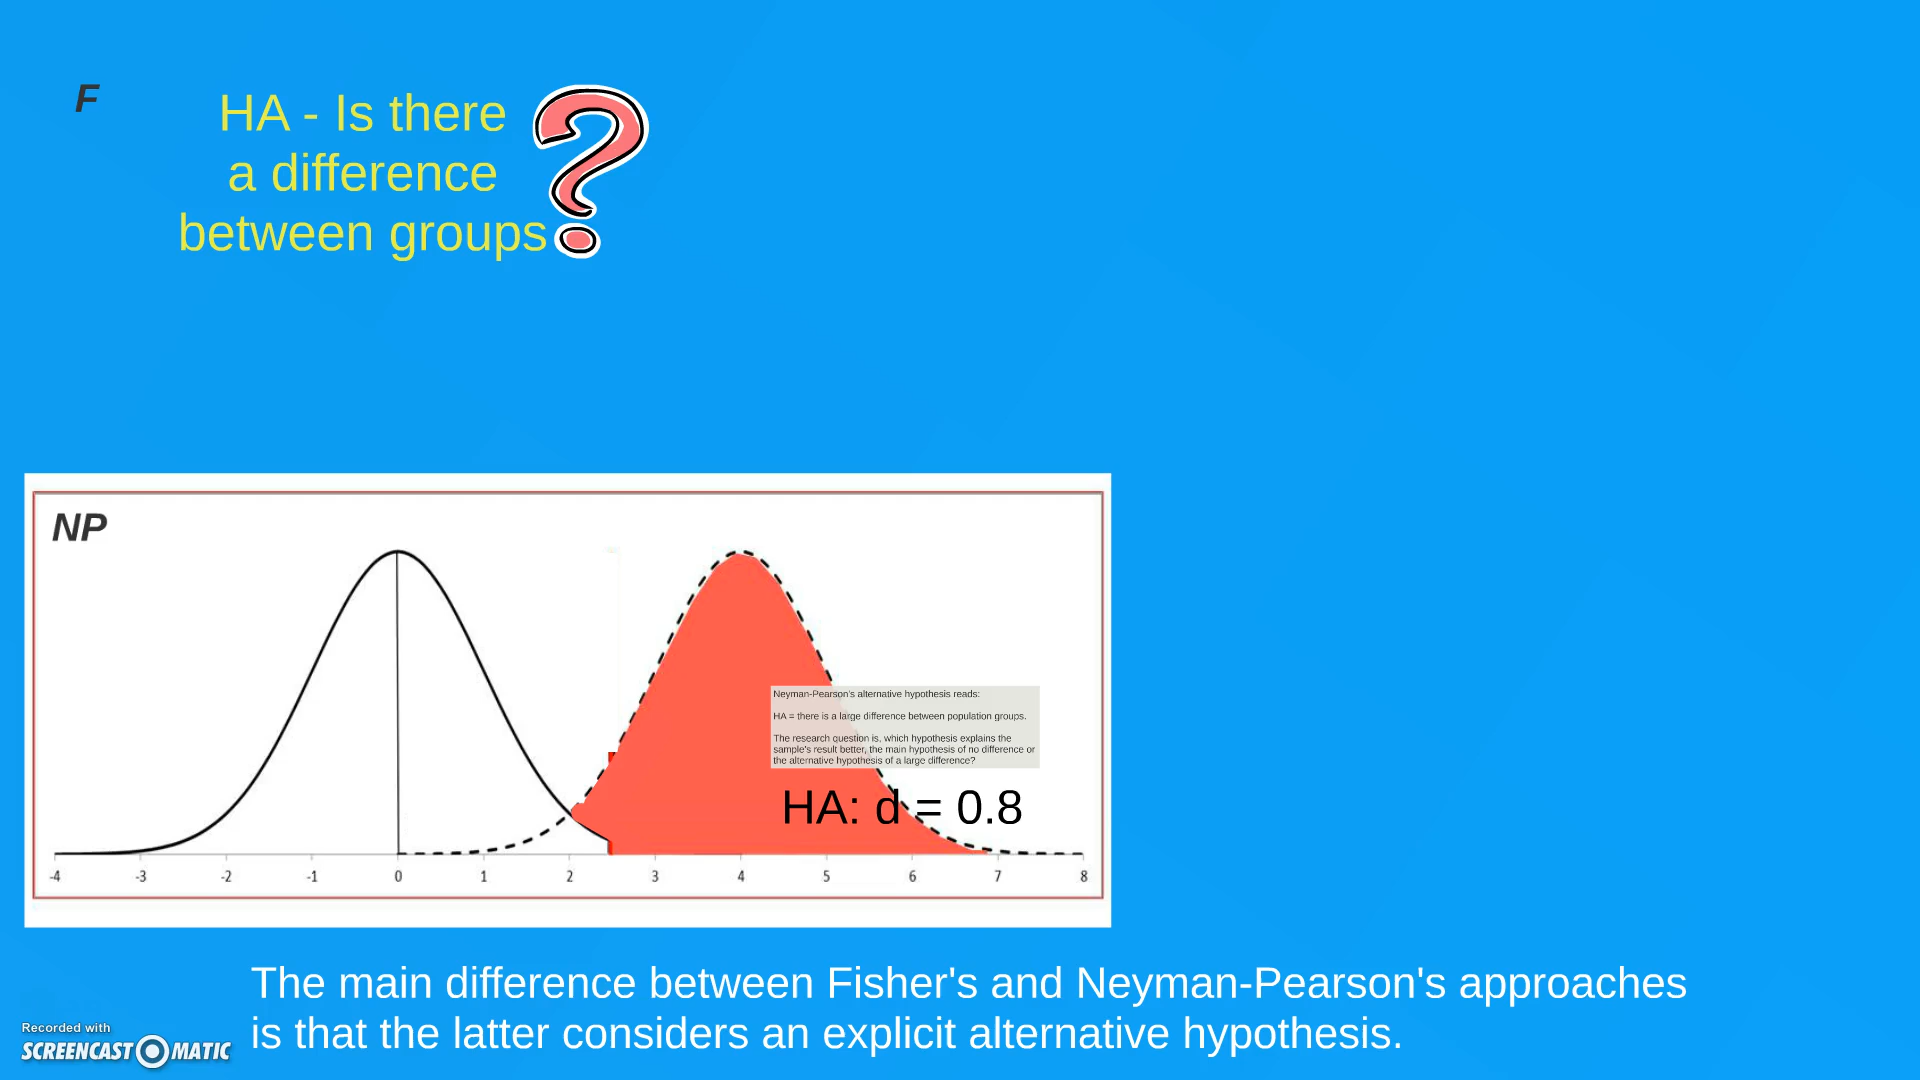 F
HA - Is there
a difference
between groups
?
NP
Neyman-Pearson's alternative hypothesis reads:
HA = there is a large difference between population groups.
The research question is, which hypothesis explains the
sample's result better, the main hypothesis of no difference or
the alternative hypothesis of a large difference?
HA: d = 0.8
-4 -3 -2 -1 0 1 2 3 4 5 6 7 8
The main difference between Fisher's and Neyman-Pearson's approaches
is that the latter considers an explicit alternative hypothesis.
Recorded with
SCREENCAST O MATIC